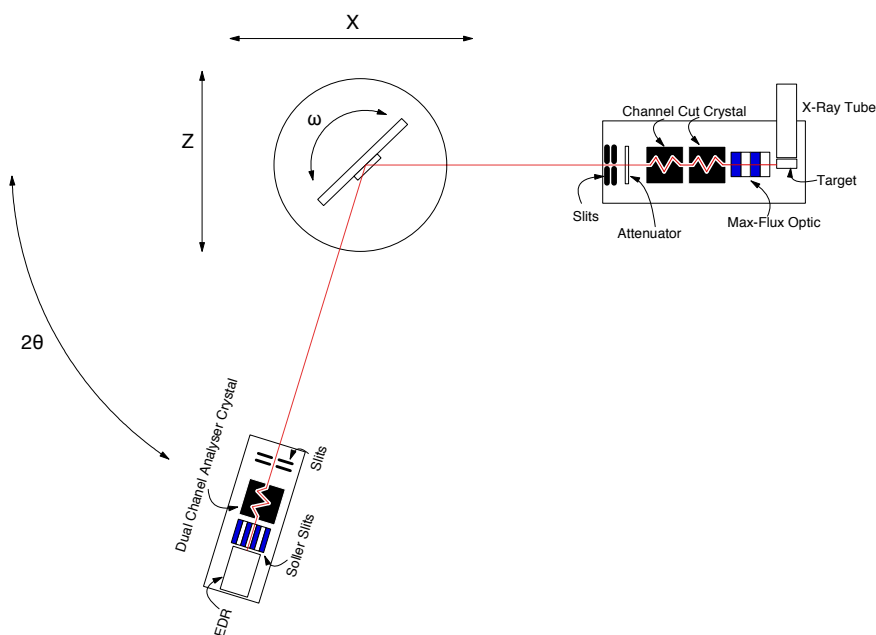 X
Z
ω
Channel Cut Crystal
X-Ray Tube
Slits
Attenuator
Max-Flux Optic
Target
2θ
Dual Chanel Analyser Crystal
Slits
Soller Slits
EDR